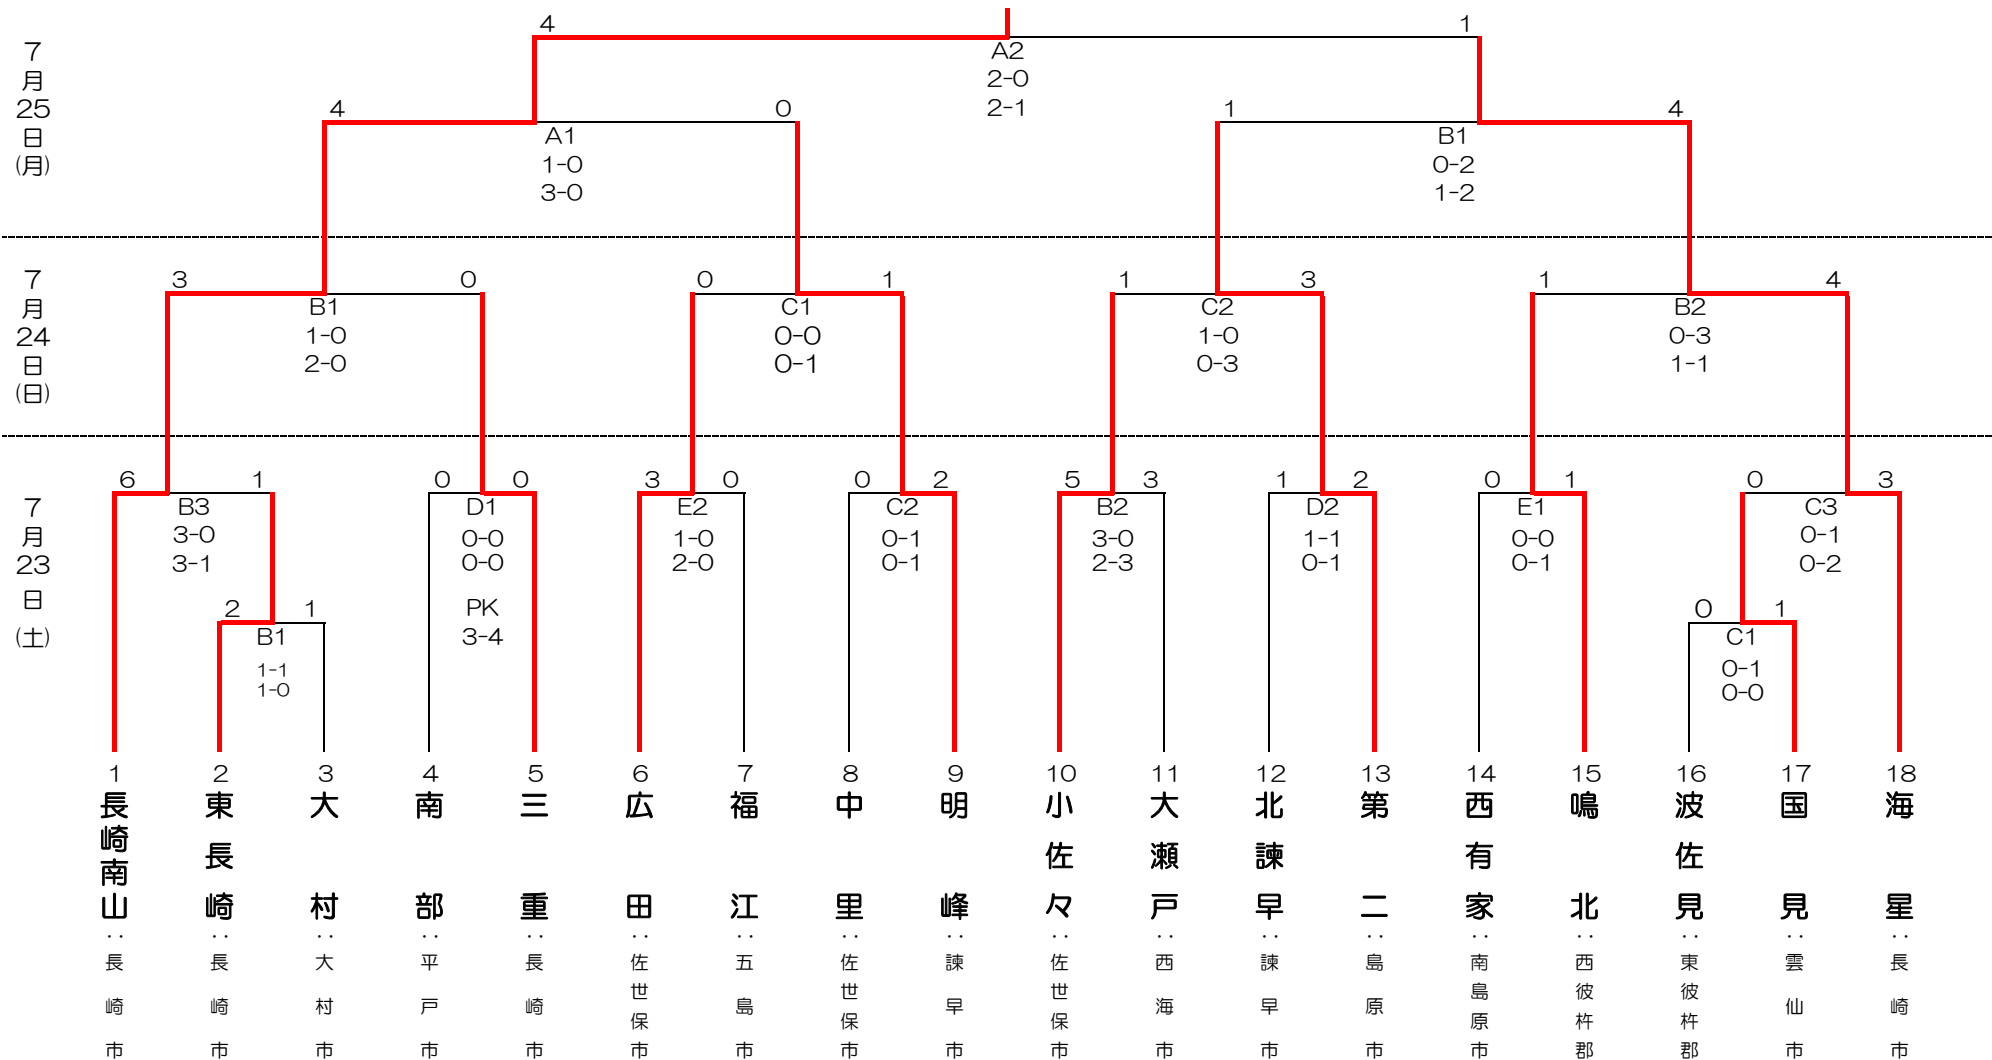 4 1
7月25日(月)
A2
2-0
2-1
4 0 1 4
A1
1-0
3-0
B1
0-2
1-2
7月24日(日)
3 0 0 1 1 3 1 4
B1
1-0
2-0
C1
0-0
0-1
C2
1-0
0-3
B2
0-3
1-1
7月23日(土)
6 1 0 0 3 0 0 2 5 3 1 2 0 1 0 3
B3
3-0
3-1
D1
0-0
0-0
PK
3-4
E2
1-0
2-0
C2
0-1
0-1
B2
3-0
2-3
D2
1-1
0-1
E1
0-0
0-1
C3
0-1
0-2
2 1
B1
1-1
1-0
0 1
C1
0-1
0-0
1 長崎南山:長崎市
2 東長崎:長崎市
3 大村:大村市
4 南部:平戸市
5 三重:長崎市
6 広田:佐世保市
7 福江:五島市
8 中里:佐世保市
9 明峰:諫早市
10 小佐々:佐世保市
11 大瀬戸:西海市
12 北諫早:諫早市
13 第二:島原市
14 西有家:南島原市
15 鳴北:西彼杵郡
16 波佐見:東彼杵郡
17 国見:雲仙市
18 海星:長崎市